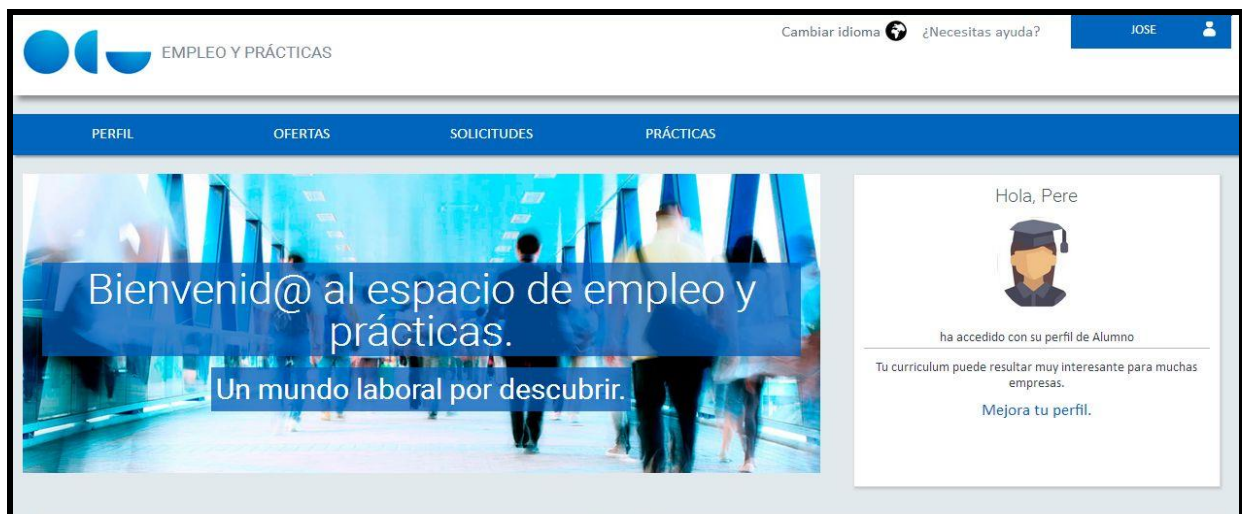 EMPLEO Y PRÁCTICAS
Cambiar idioma
¿Necesitas ayuda?
JOSE
PERFIL
OFERTAS
SOLICITUDES
PRÁCTICAS
Bienvenid@ al espacio de empleo y
prácticas.
Un mundo laboral por descubrir.
Hola, Pere
ha accedido con su perfil de Alumno
Tu curriculum puede resultar muy interesante para muchas
empresas.
Mejora tu perfil.